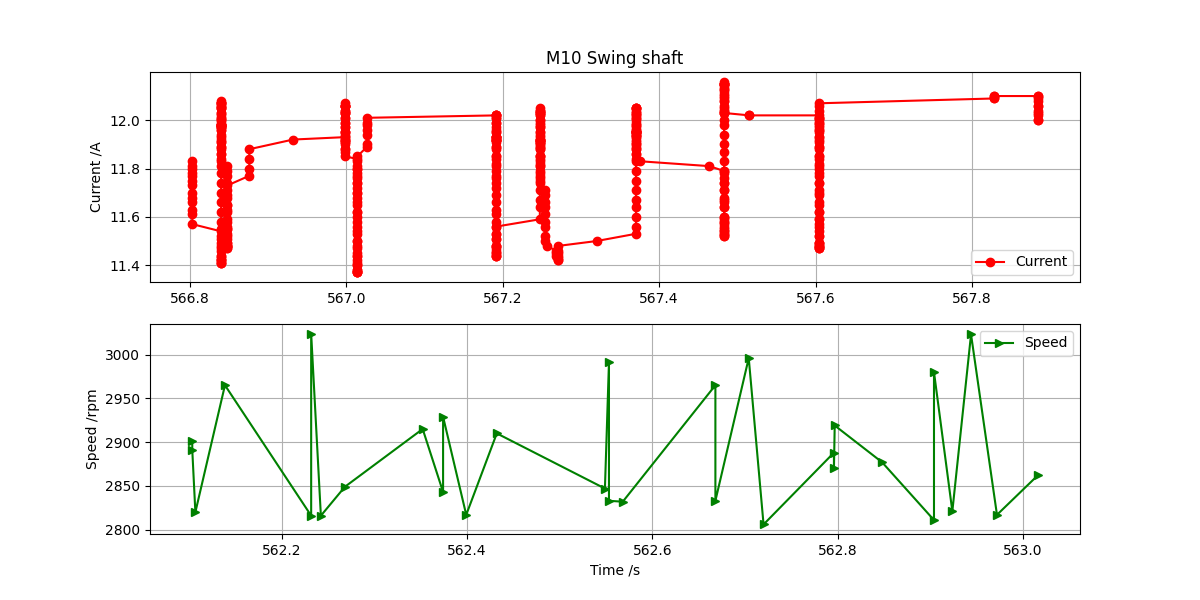 M10 Swing shaft
Current /A
12.0
11.8
11.6
11.4
Current
566.8 567.0 567.2 567.4 567.6 567.8
Speed /rpm
3000
2950
2900
2850
2800
Speed
562.2 562.4 562.6 562.8 563.0
Time /s